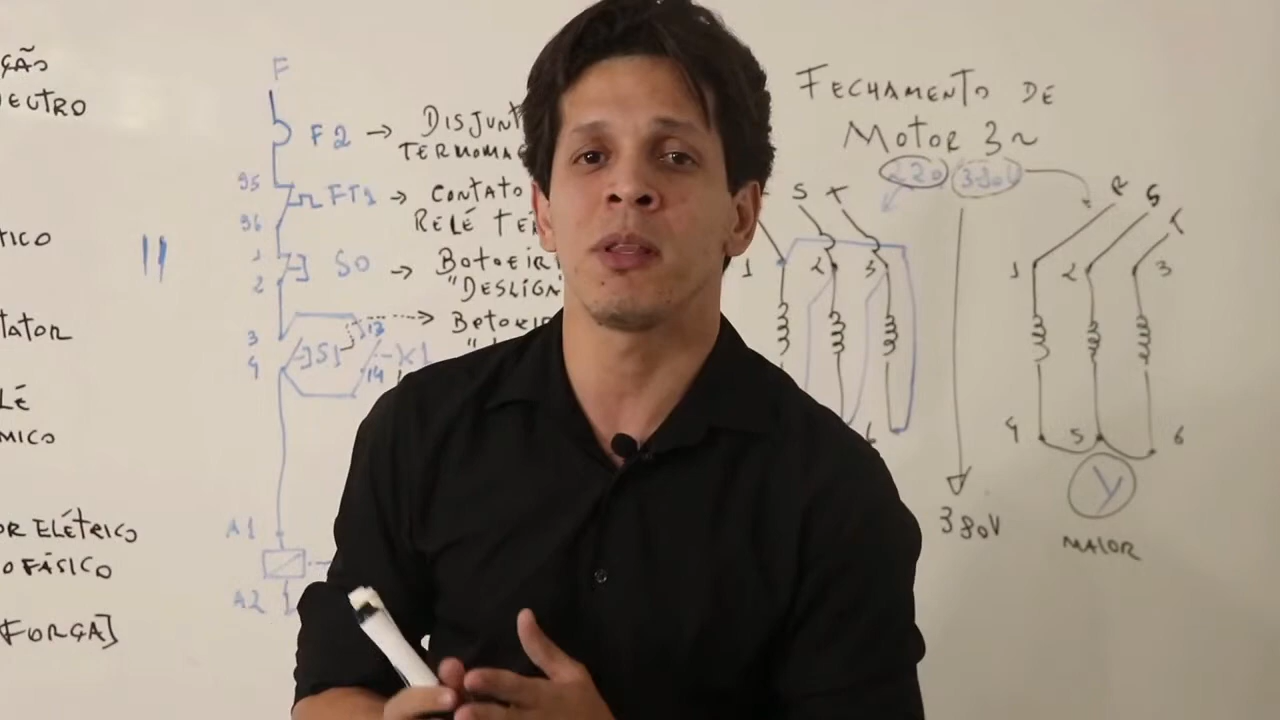 ÇÃO
NEUTRO
TICO
TATOR
LÉ
MICO
OR ELÉTRICO
OFÁSICO
FORÇA]
F
F2 → DISJUNT
TERMOMAG
95
FT1 → CONTATO
96
RELÉ TÉR
1
S0 → BOTOEIR
2
"DESLIGA"
3
13
BOTOEIR
4
S1
K1
14
A1
A2
FECHAMENTO DE
MOTOR 3~
220 380V
S T
1 2 3
6
380V
R S T
1 2 3
4 5 6
Y
MAIOR